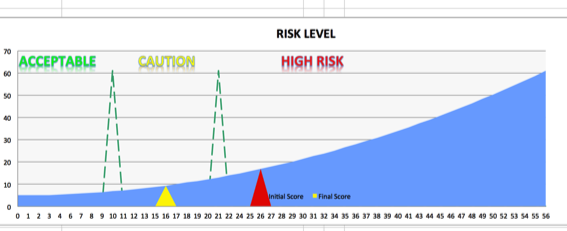 RISK LEVEL
70
ACCEPTABLE CAUTION HIGH RISK
60
50
40
30
20
10
Initial Score Final Score
0
0 1 2 3 4 5 6 7 8 9 10 11 12 13 14 15 16 17 18 19 20 21 22 23 24 25 26 27 28 29 30 31 32 33 34 35 36 37 38 39 40 41 42 43 44 45 46 47 48 49 50 51 52 53 54 55 56